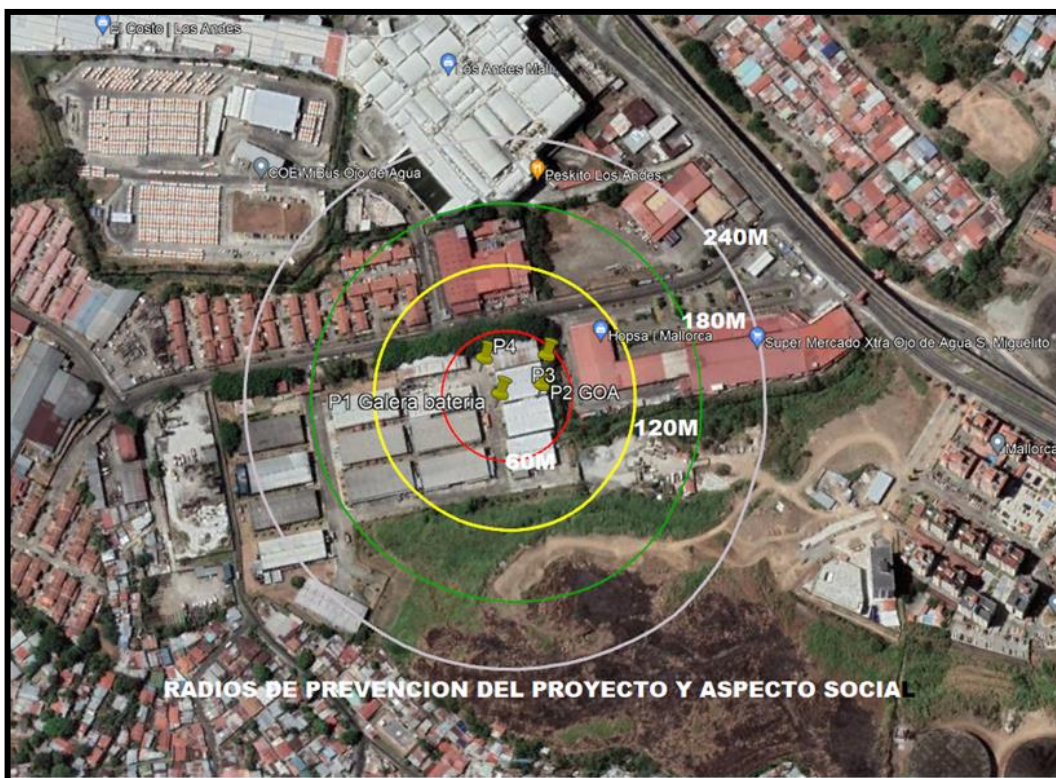 El Costo | Los Andes
Los Andes Mall
COE MiBus Ojo de Agua
Peskito Los Andes
240M
180M
Hopsa | Mallorca
Super Mercado Xtra Ojo de Agua S. Miguelito
P4
P3
P1 Galera bateria
P2 GOA
120M
Mallorca
60M
RADIOS DE PREVENCION DEL PROYECTO Y ASPECTO SOCIAL